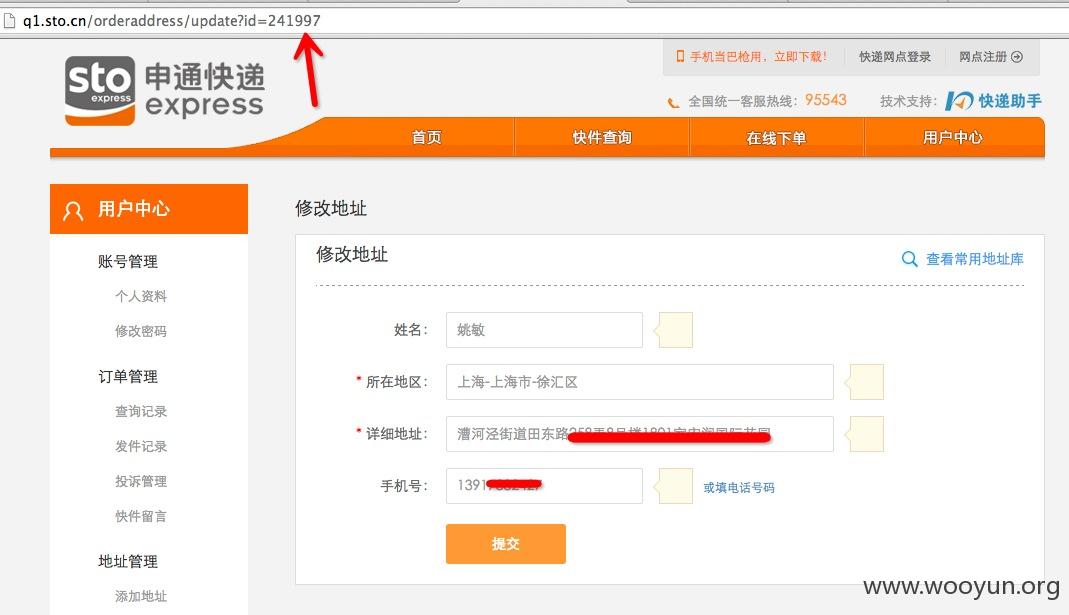 q1.sto.cn/orderaddress/update?id=241997
手机当巴枪用，立即下载！ 快递网点登录 网点注册
sto express 申通快递 express
全国统一客服热线：95543 技术支持： 快递助手
首页 快件查询 在线下单 用户中心
用户中心
账号管理
个人资料
修改密码
订单管理
查询记录
发件记录
投诉管理
快件留言
地址管理
添加地址
修改地址
修改地址 查看常用地址库
姓名： 姚敏
* 所在地区： 上海-上海市-徐汇区
* 详细地址： 漕河泾街道田东路
手机号： 1391 或填电话号码
提交
www.wooyun.org